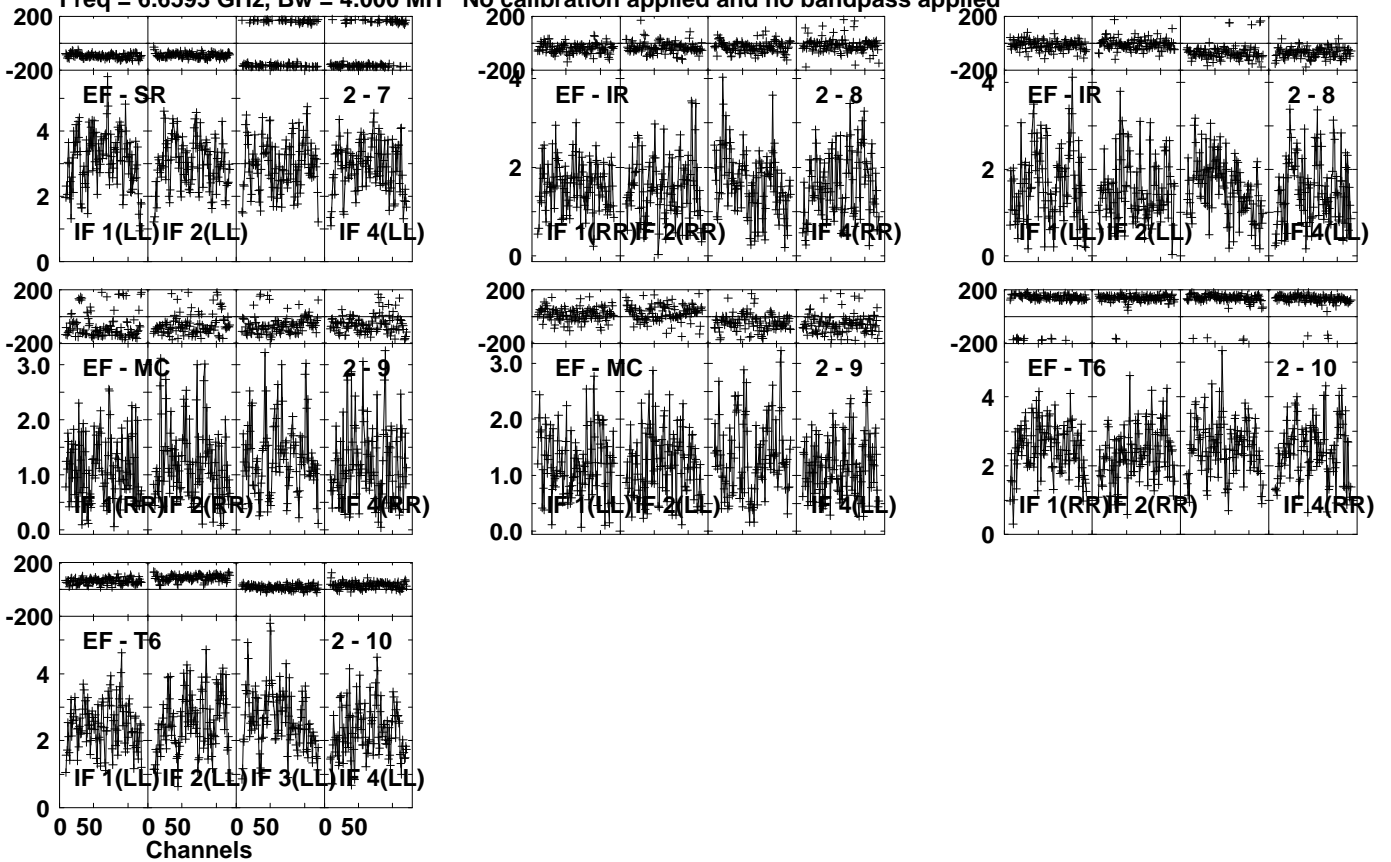 Freq = 6.6593 GHz, Bw = 4.000 MH No calibration applied and no bandpass applied
200
-200
EF - SR 2 - 7
4
2
0
IF 1(LL) IF 2(LL) IF 4(LL)
200
-200
4
EF - IR 2 - 8
2
0
IF 1(RR) IF 2(RR) IF 4(RR)
200
-200
4
EF - IR 2 - 8
2
0
IF 1(LL) IF 2(LL) IF 4(LL)
200
-200
3.0
EF - MC 2 - 9
2.0
1.0
0.0
IF 1(RR) IF 2(RR) IF 4(RR)
200
-200
3.0
EF - MC 2 - 9
2.0
1.0
0.0
IF 1(LL) IF 2(LL) IF 4(LL)
200
-200
EF - T6 2 - 10
4
2
0
IF 1(RR) IF 2(RR) IF 4(RR)
200
-200
EF - T6 2 - 10
4
2
0
IF 1(LL) IF 2(LL) IF 3(LL) IF 4(LL)
0 50 0 50 0 50 0 50
Channels